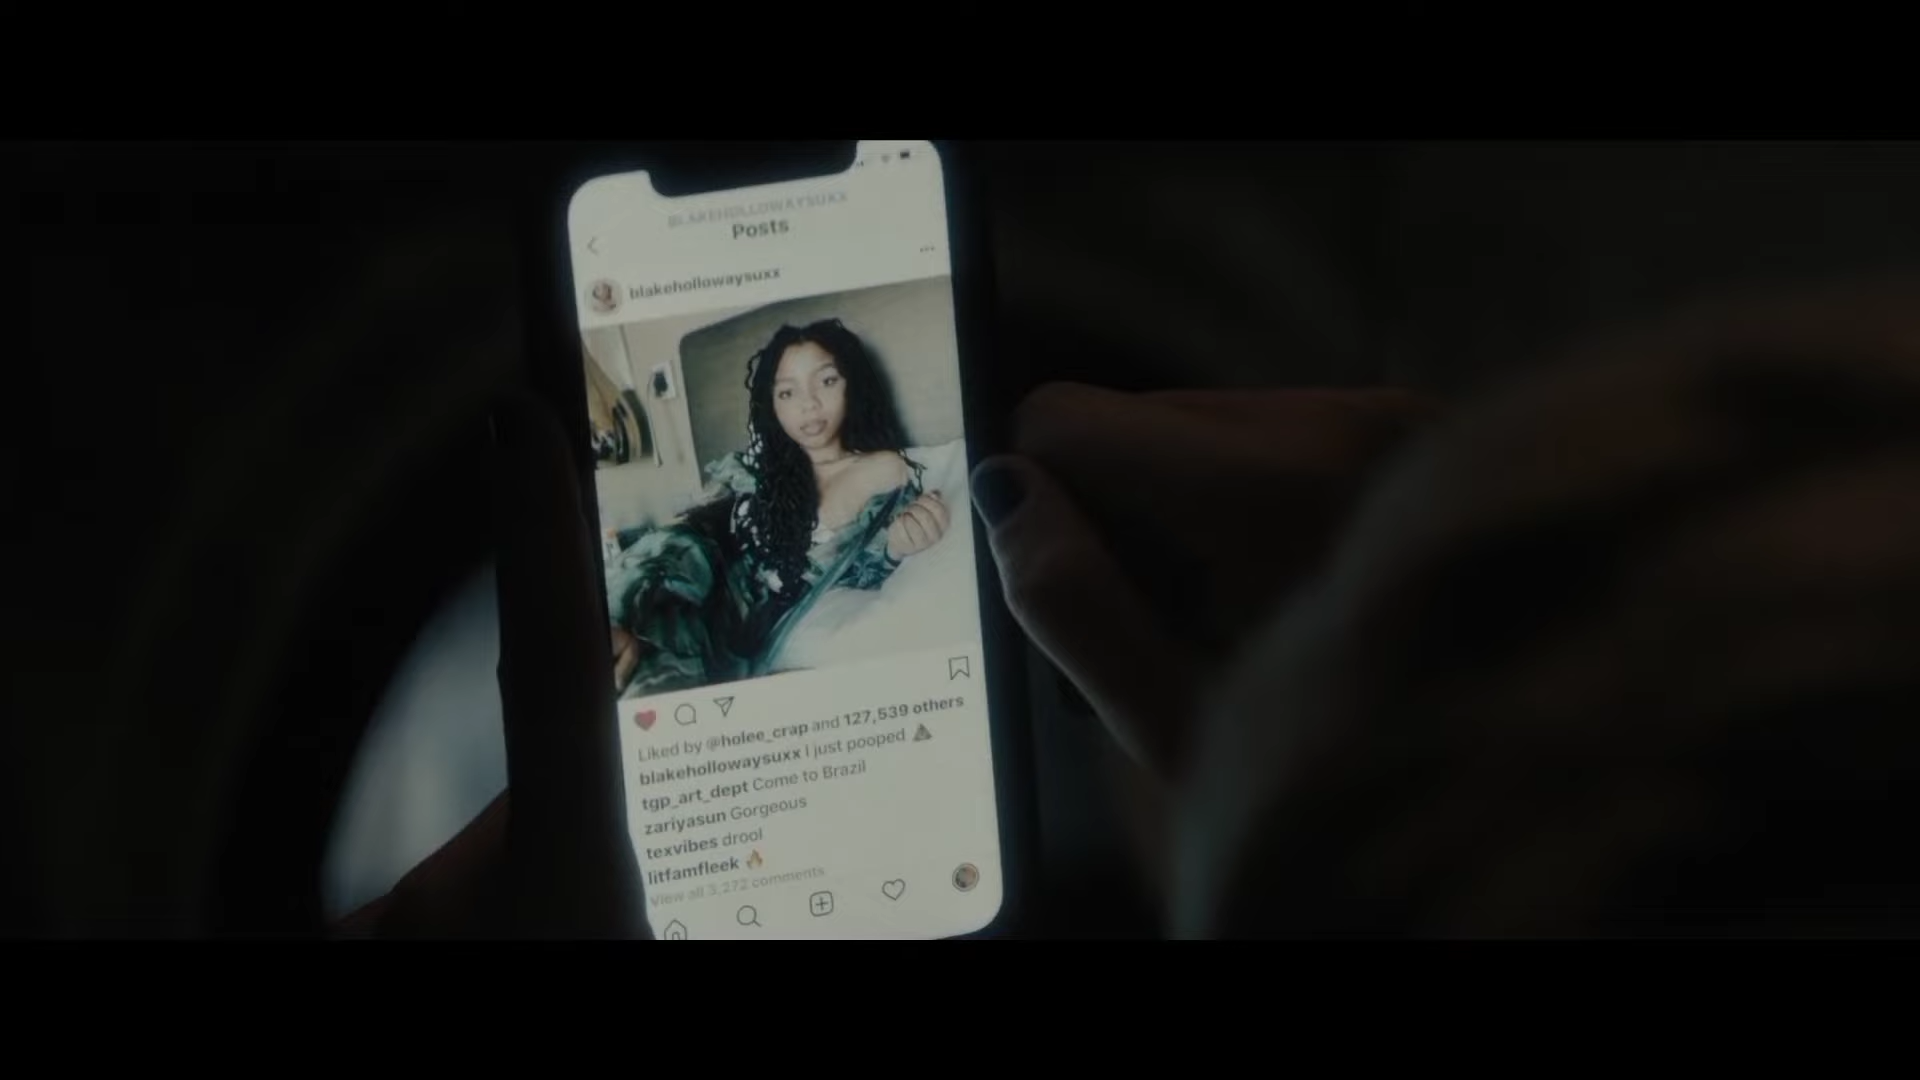 BLAKEHOLLOWAYSUXX
Posts
blakehollowaysuxx
Liked by @holee_crap and 127,539 others
blakehollowaysuxx I just pooped
tgp_art_dept Come to Brazil
zariyasun Gorgeous
texvibes drool
litfamfleek 🔥
View all 3,272 comments